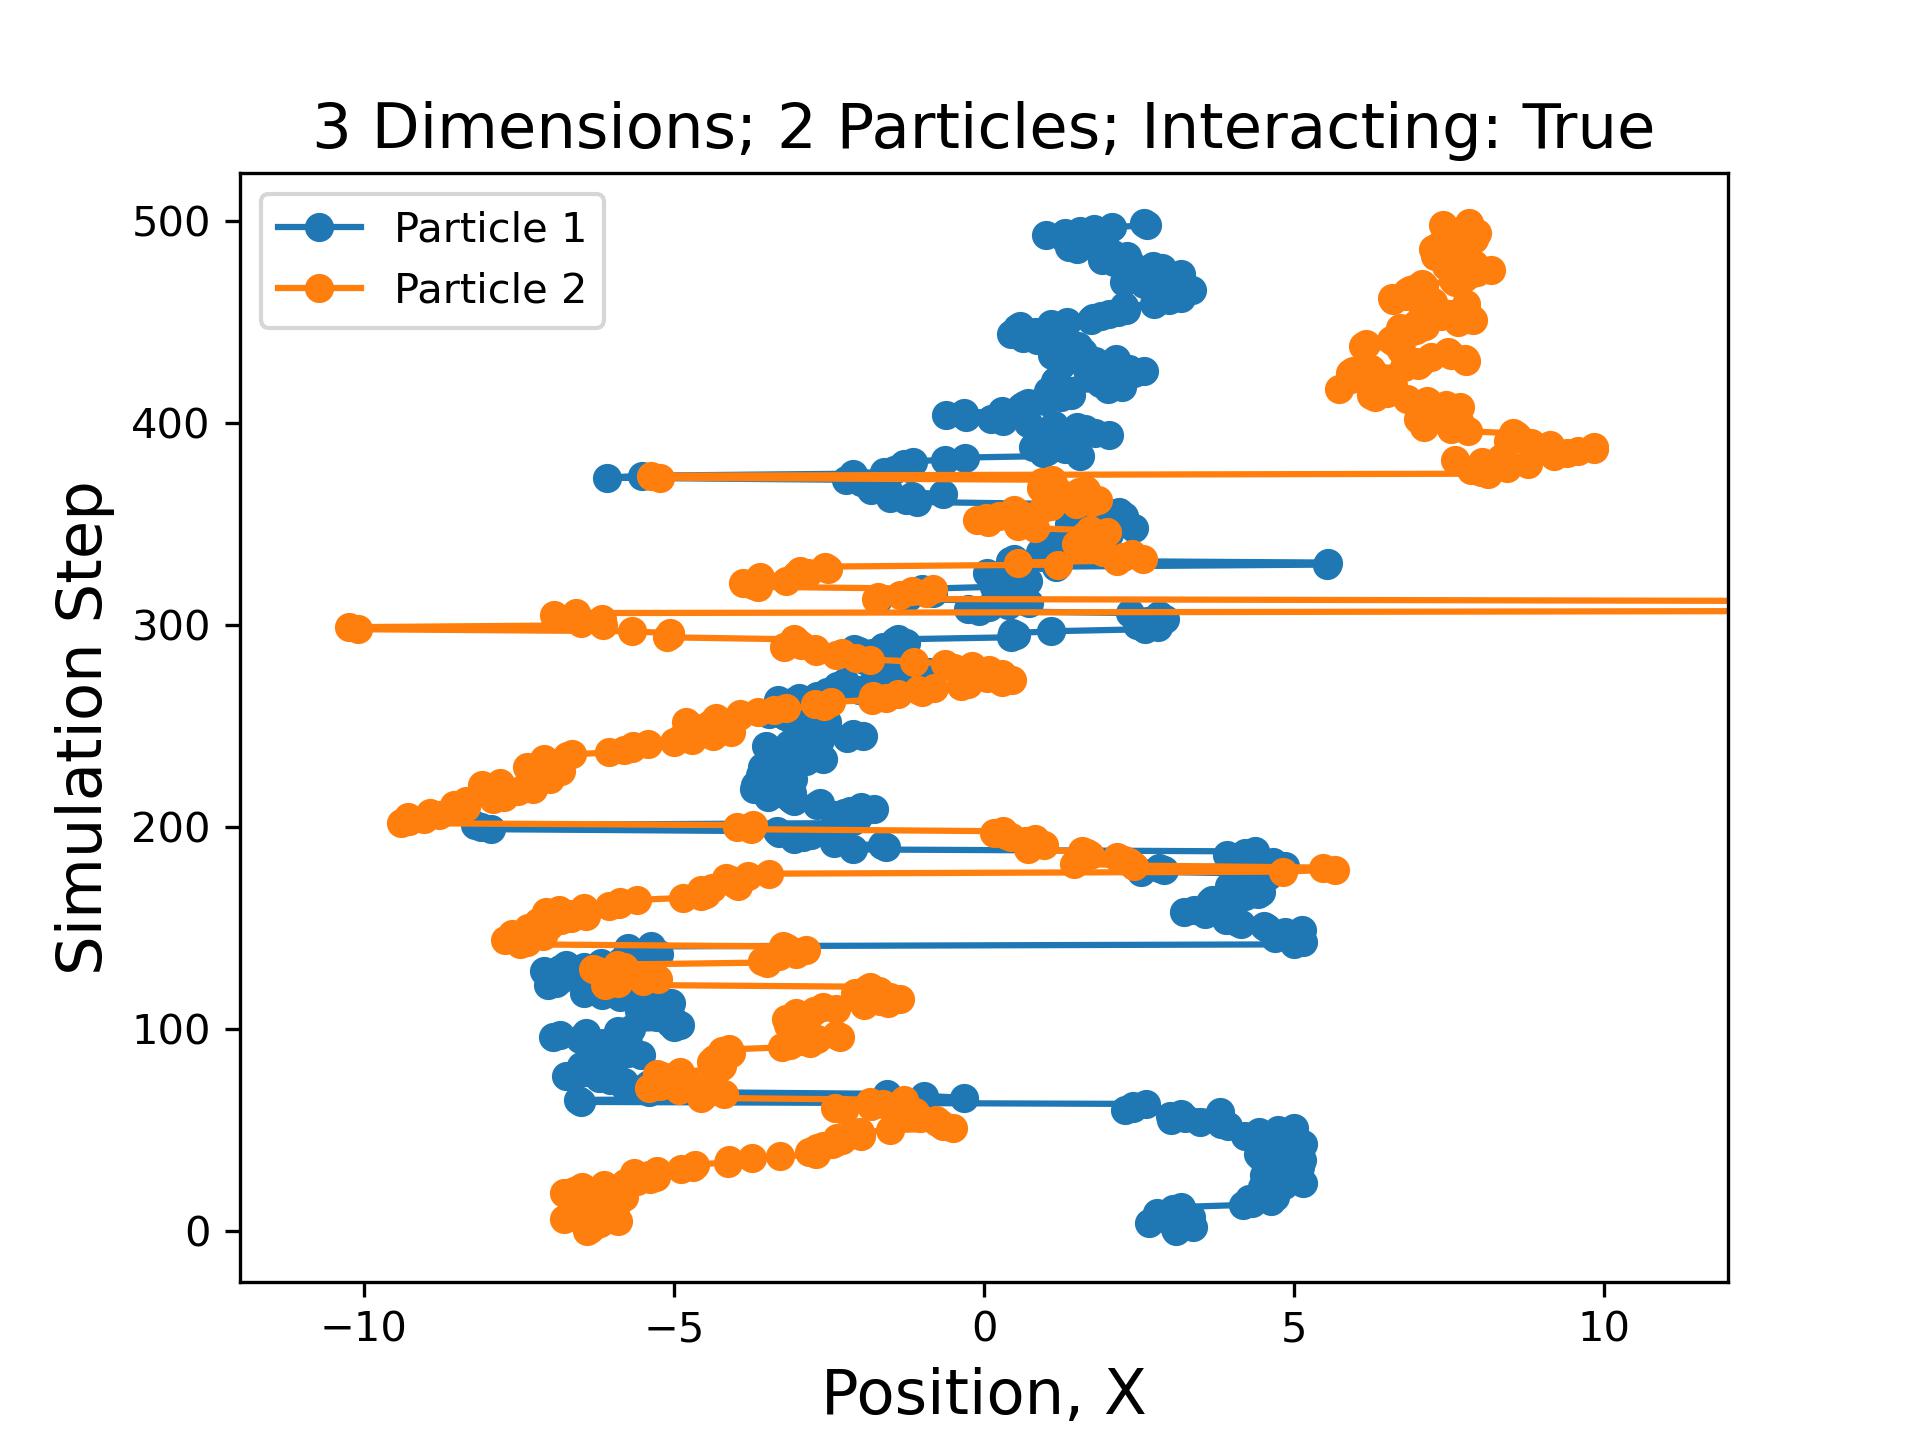 3 Dimensions; 2 Particles; Interacting: True
Particle 1
Particle 2
500
400
300
200
100
0
Simulation Step
−10
−5
0
5
10
Position, X